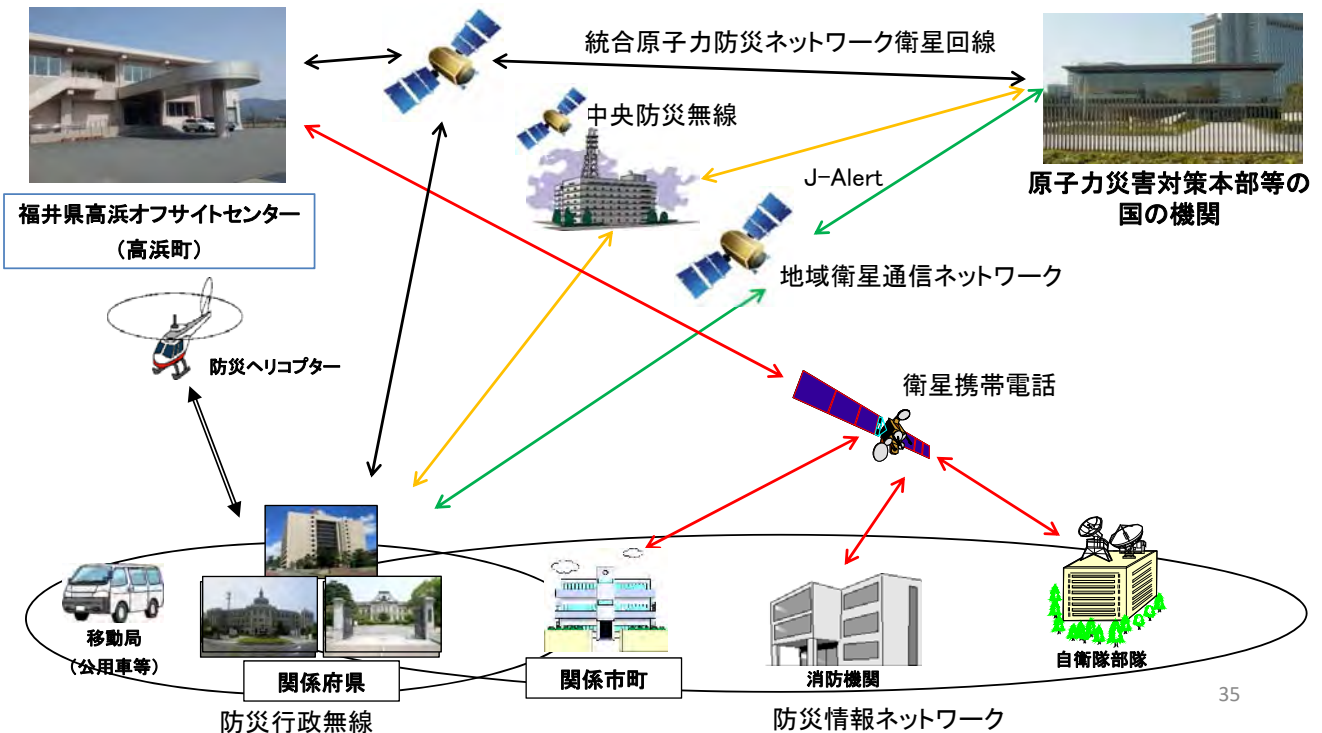 統合原子力防災ネットワーク衛星回線
中央防災無線
J-Alert
原子力災害対策本部等の
国の機関
福井県高浜オフサイトセンター
（高浜町）
地域衛星通信ネットワーク
防災ヘリコプター
衛星携帯電話
移動局
（公用車等）
関係府県
関係市町
消防機関
自衛隊部隊
防災行政無線
防災情報ネットワーク
35